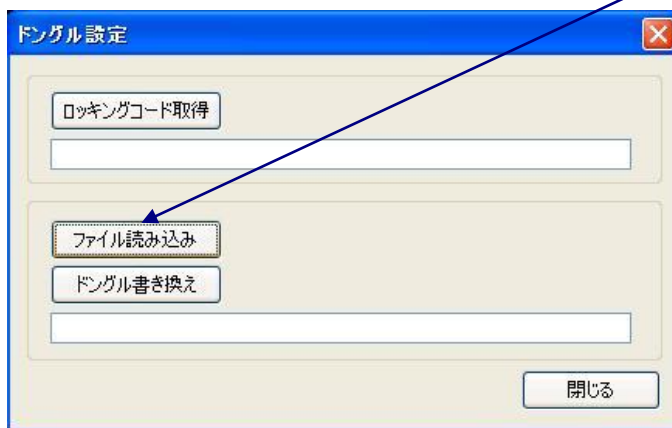 ドングル設定
ロッキングコード取得
ファイル読み込み
ドングル書き換え
閉じる